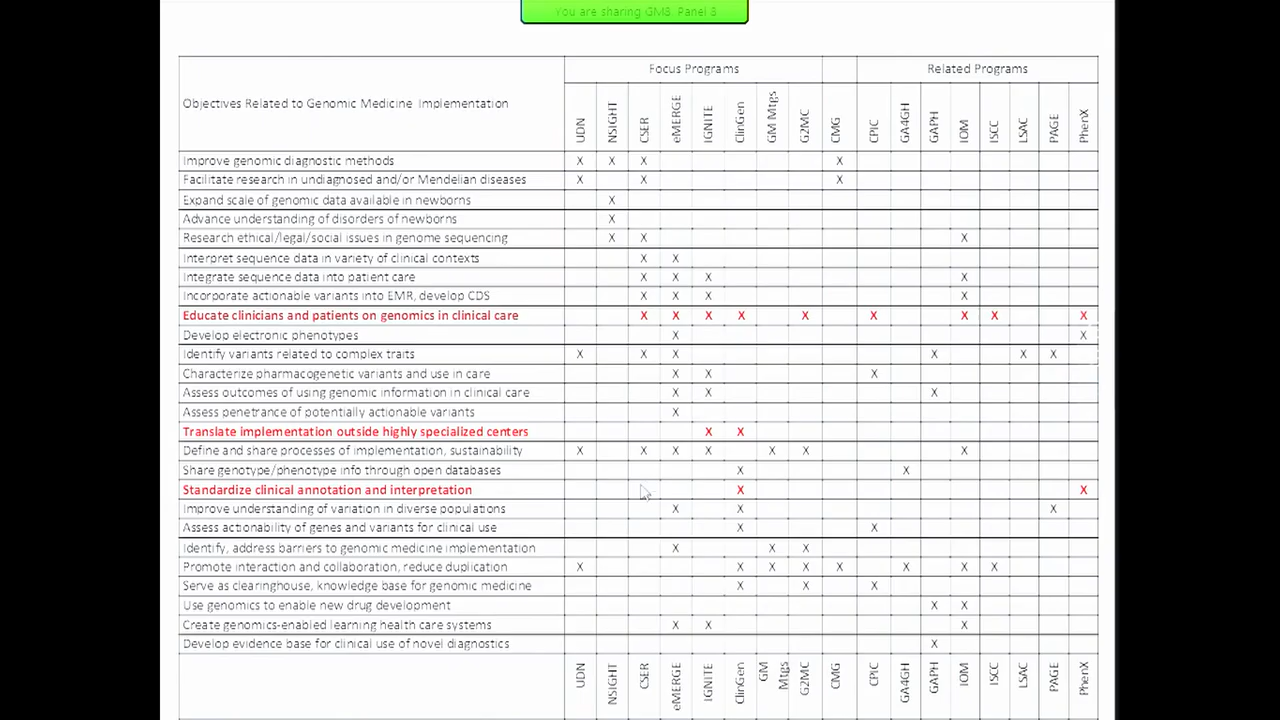 You are sharing GM8. Panel 8
Focus Programs Related Programs
Objectives Related to Genomic Medicine Implementation UDN NSIGHT CSER eMERGE IGNITE ClinGen GM Mtgs G2MC CMG CPIC GA4GH GAPH IOM ISCC LSAC PAGE PhenX
Improve genomic diagnostic methods X X X X
Facilitate research in undiagnosed and/or Mendelian diseases X X X
Expand scale of genomic data available in newborns X
Advance understanding of disorders of newborns X
Research ethical/legal/social issues in genome sequencing X X X
Interpret sequence data in variety of clinical contexts X X
Integrate sequence data into patient care X X X X
Incorporate actionable variants into EMR, develop CDS X X X X
Educate clinicians and patients on genomics in clinical care X X X X X X X X X
Develop electronic phenotypes X X
Identify variants related to complex traits X X X X X X
Characterize pharmacogenetic variants and use in care X X X
Assess outcomes of using genomic information in clinical care X X X
Assess penetrance of potentially actionable variants X
Translate implementation outside highly specialized centers X X
Define and share processes of implementation, sustainability X X X X X X X
Share genotype/phenotype info through open databases X X
Standardize clinical annotation and interpretation X X
Improve understanding of variation in diverse populations X X X
Assess actionability of genes and variants for clinical use X X
Identify, address barriers to genomic medicine implementation X X X
Promote interaction and collaboration, reduce duplication X X X X X X X X
Serve as clearinghouse, knowledge base for genomic medicine X X X
Use genomics to enable new drug development X X
Create genomics-enabled learning health care systems X X X
Develop evidence base for clinical use of novel diagnostics X
UDN NSIGHT CSER eMERGE IGNITE ClinGen GM Mtgs G2MC CMG CPIC GA4GH GAPH IOM ISCC LSAC PAGE PhenX